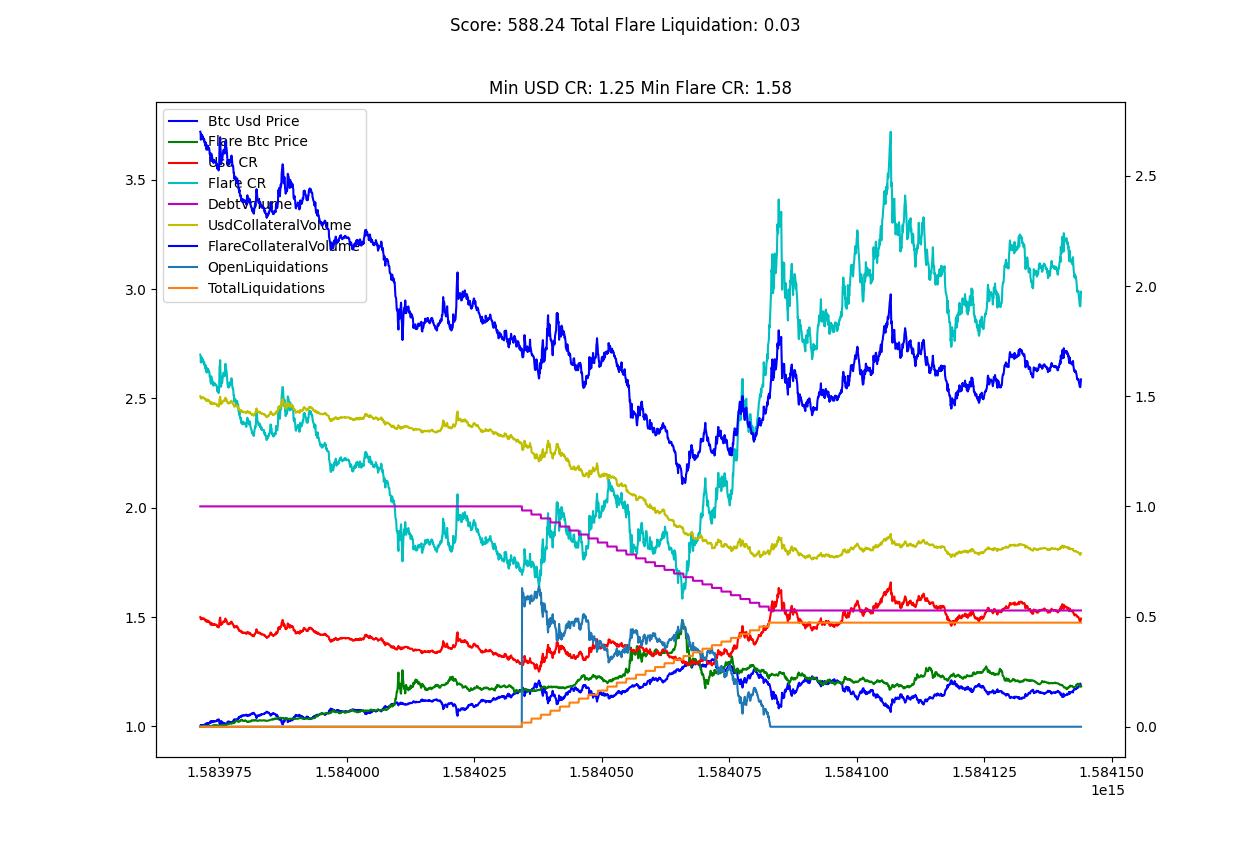 Score: 588.24 Total Flare Liquidation: 0.03
Min USD CR: 1.25 Min Flare CR: 1.58
Btc Usd Price
Flare Btc Price
Usd CR
Flare CR
DebtVolume
UsdCollateralVolume
FlareCollateralVolume
OpenLiquidations
TotalLiquidations
3.5
3.0
2.5
2.0
1.5
1.0
2.5
2.0
1.5
1.0
0.5
0.0
1.583975
1.584000
1.584025
1.584050
1.584075
1.584100
1.584125
1.584150
1e15